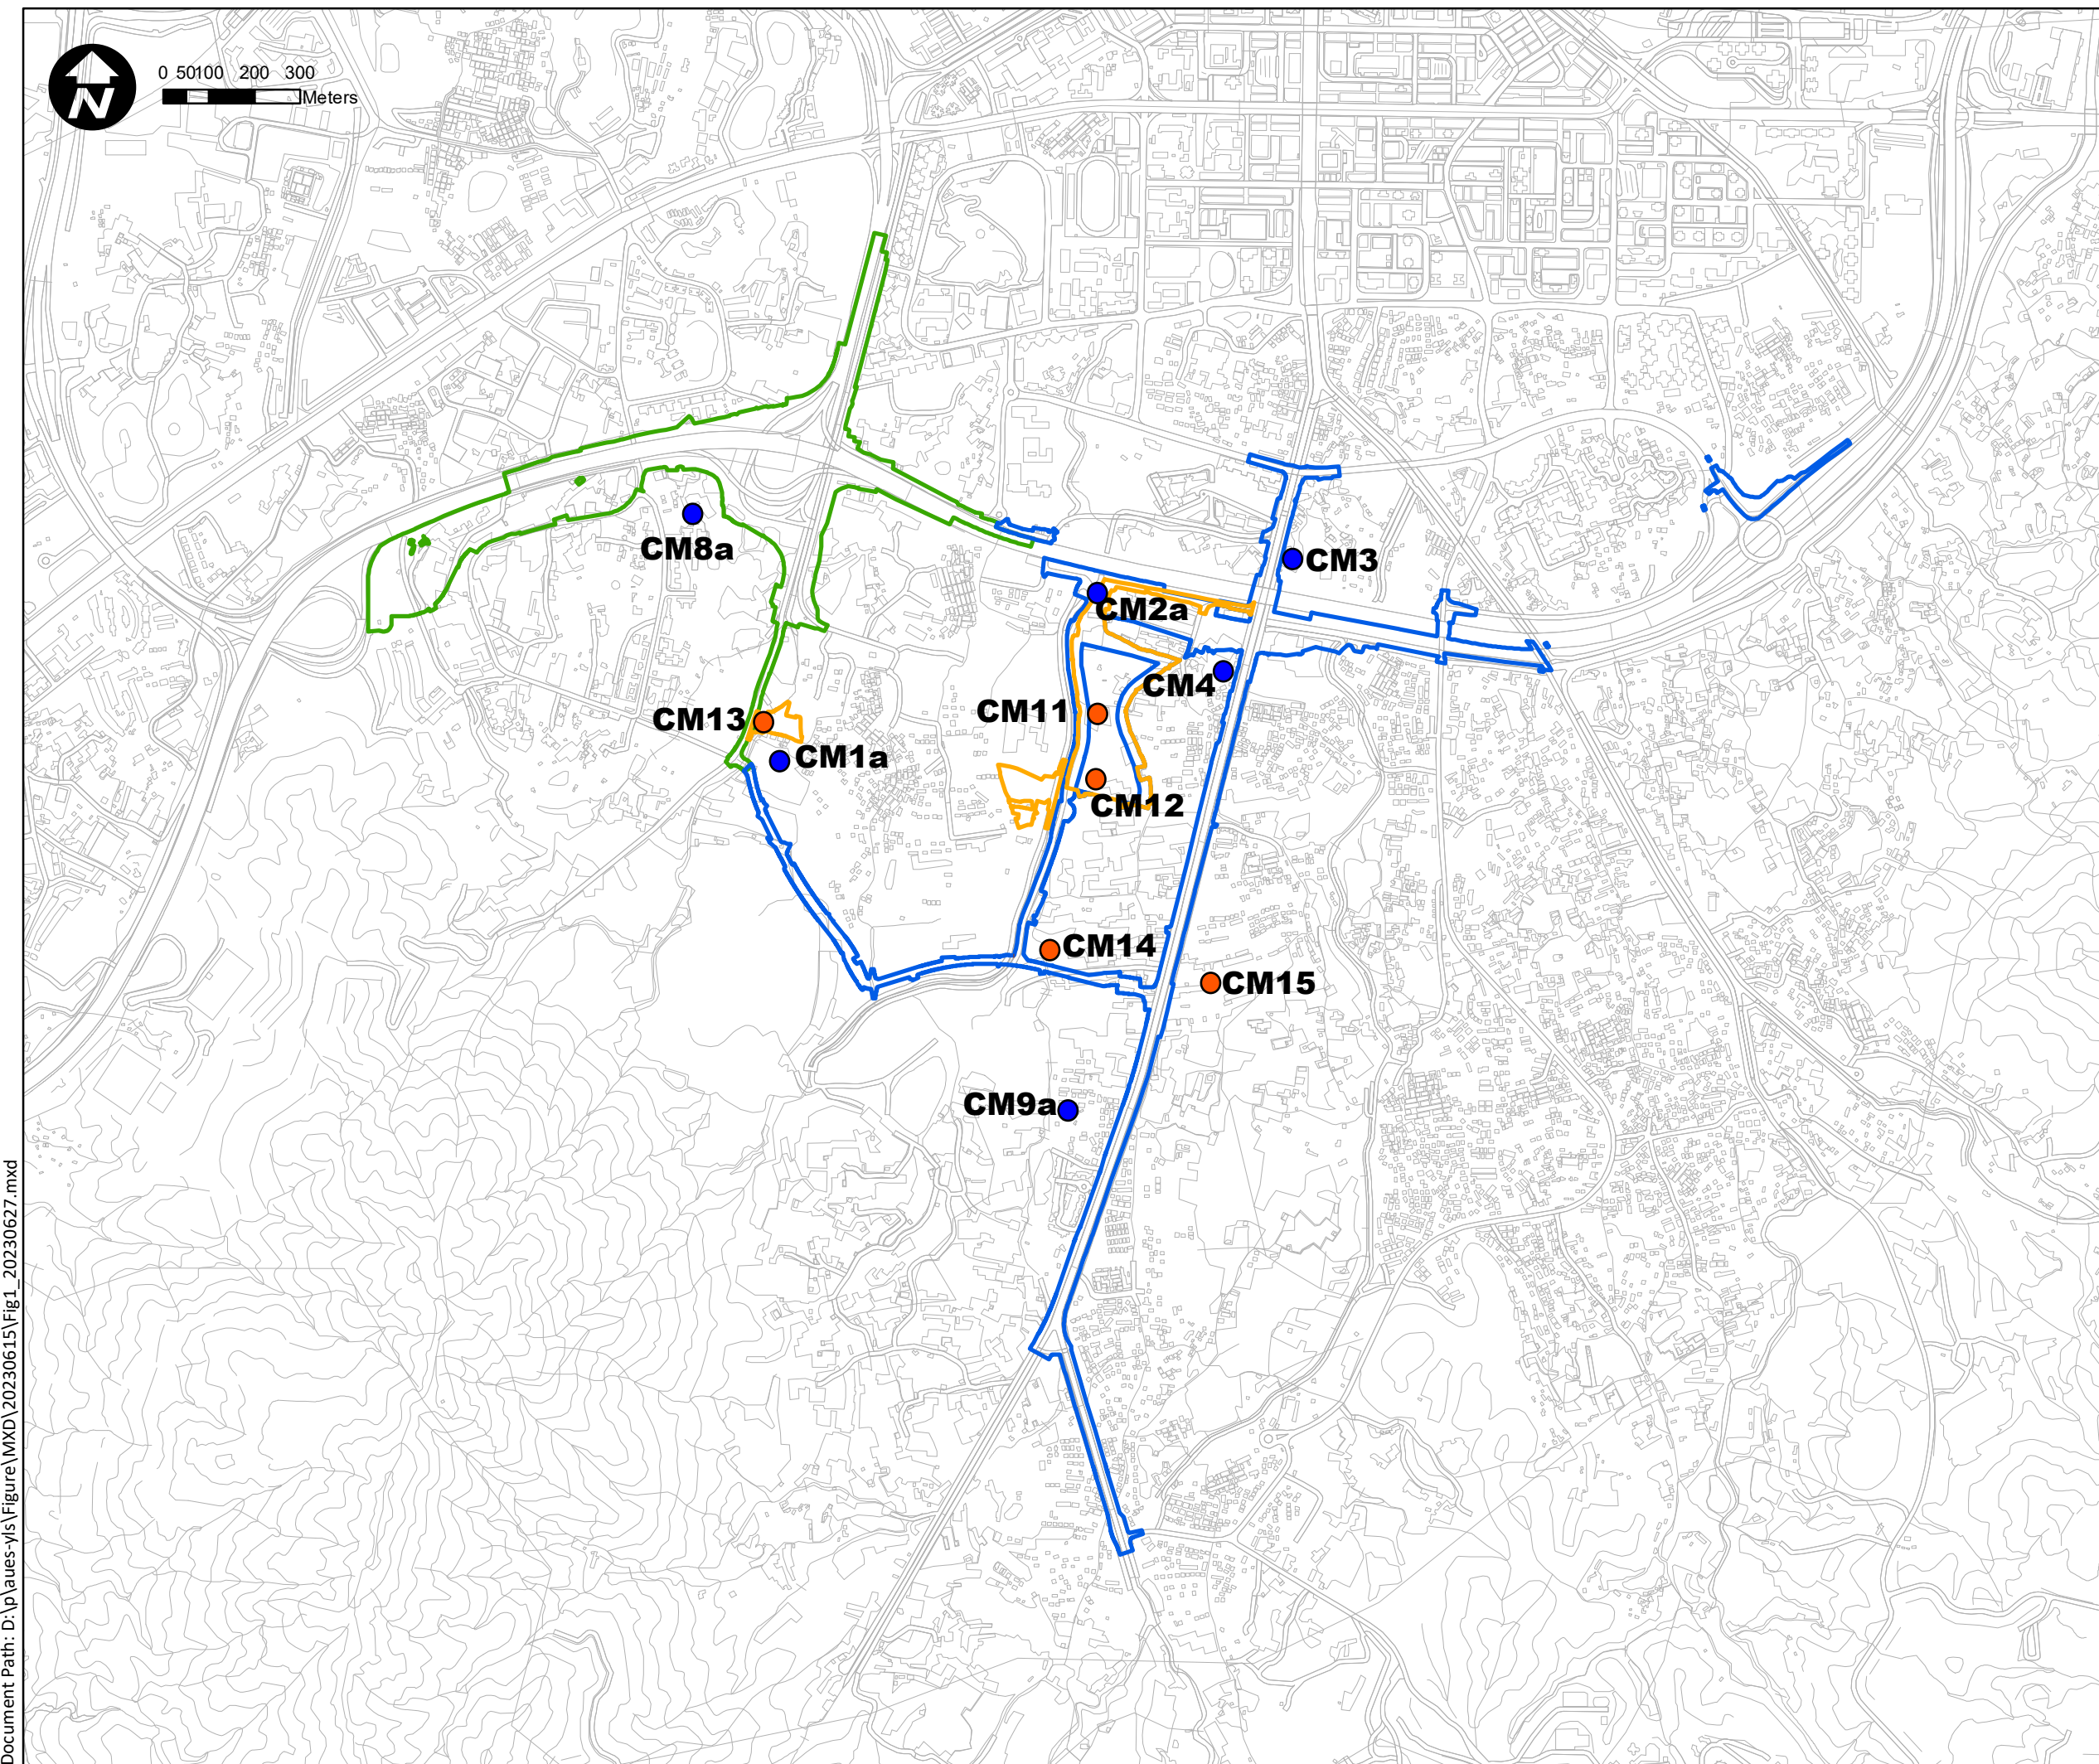 0 50100 200 300
Meters
N
CM8a
CM3
CM2a
CM4
CM13
CM11
CM1a
CM12
CM14
CM15
CM9a
Document Path: D:\p\aues-yls\Figure\MXD\20230615\Fig1_20230627.mxd